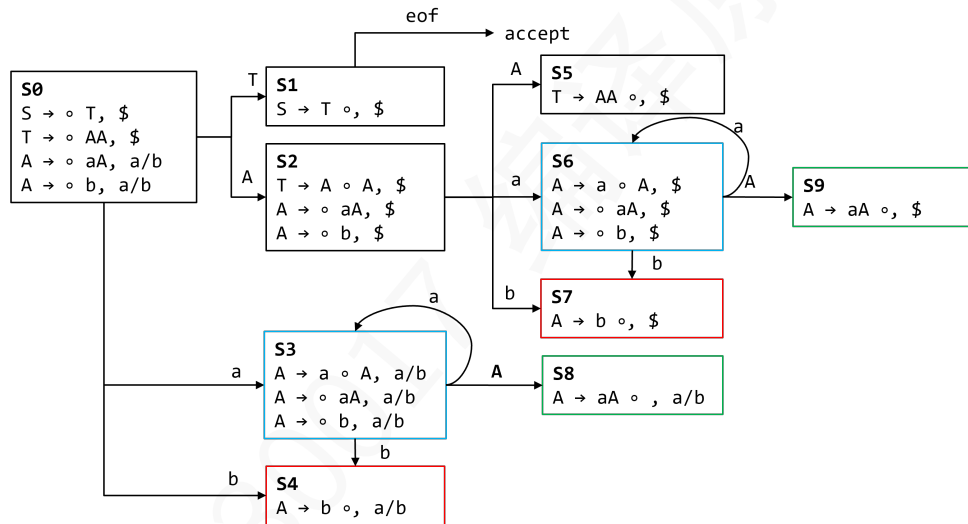 eof
accept
S0
S → ∘ T, $
T → ∘ AA, $
A → ∘ aA, a/b
A → ∘ b, a/b
T
S1
S → T ∘, $
A
S2
T → A ∘ A, $
A → ∘ aA, $
A → ∘ b, $
A
S5
T → AA ∘, $
a
S6
A → a ∘ A, $
A → ∘ aA, $
A → ∘ b, $
a
A
S9
A → aA ∘, $
b
b
S7
A → b ∘, $
a
S3
A → a ∘ A, a/b
A → ∘ aA, a/b
A → ∘ b, a/b
a
A
S8
A → aA ∘ , a/b
b
b
S4
A → b ∘, a/b